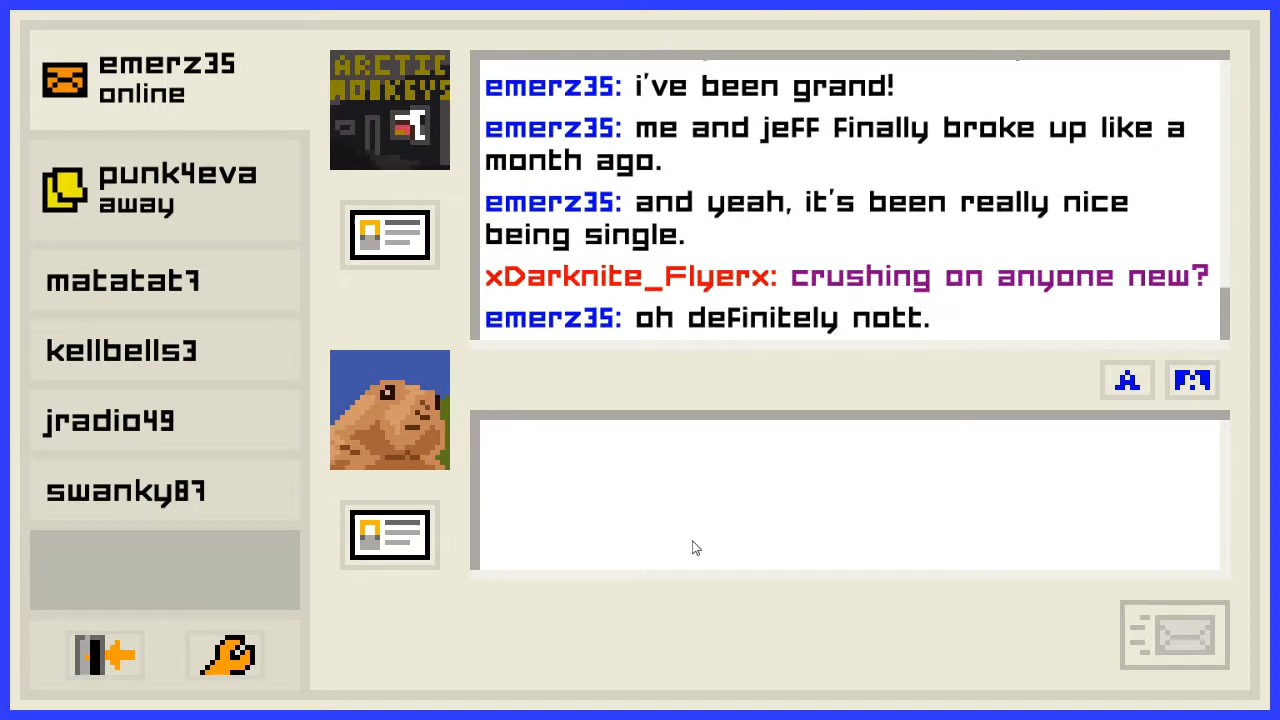 emerz35
online
punk4eva
away
matatat7
kellbells3
jradio49
swanky87
ARCTIC
MONKEYS
emerz35: i've been grand!
emerz35: me and jeff finally broke up like a
month ago.
emerz35: and yeah, it's been really nice
being single.
xDarknite_Flyerx: crushing on anyone new?
emerz35: oh definitely nott.
A